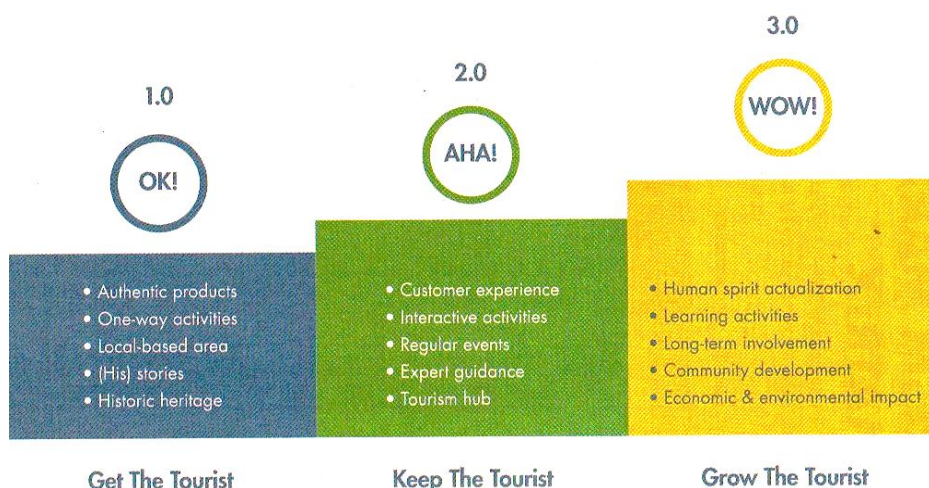 1.0
OK!
• Authentic products
• One-way activities
• Local-based area
• (His) stories
• Historic heritage
Get The Tourist
2.0
AHA!
• Customer experience
• Interactive activities
• Regular events
• Expert guidance
• Tourism hub
Keep The Tourist
3.0
WOW!
• Human spirit actualization
• Learning activities
• Long-term involvement
• Community development
• Economic & environmental impact
Grow The Tourist